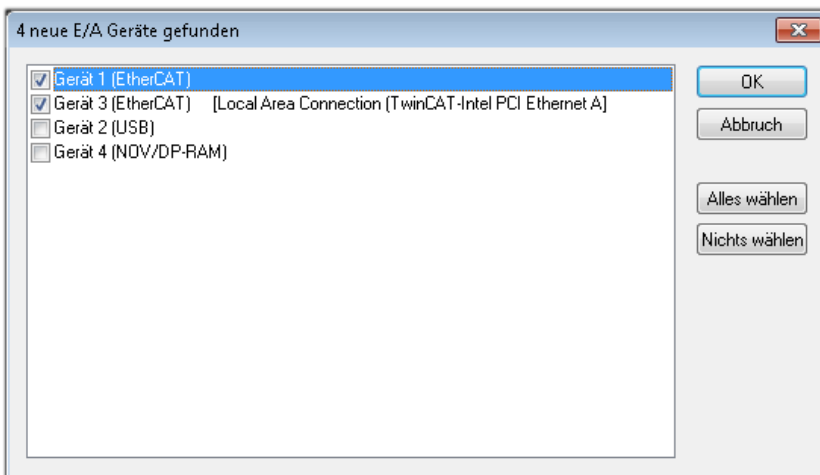 4 neue E/A Geräte gefunden
Gerät 1 (EtherCAT)
Gerät 3 (EtherCAT) [Local Area Connection (TwinCAT-Intel PCI Ethernet A]
Gerät 2 (USB)
Gerät 4 (NOV/DP-RAM)
OK
Abbruch
Alles wählen
Nichts wählen